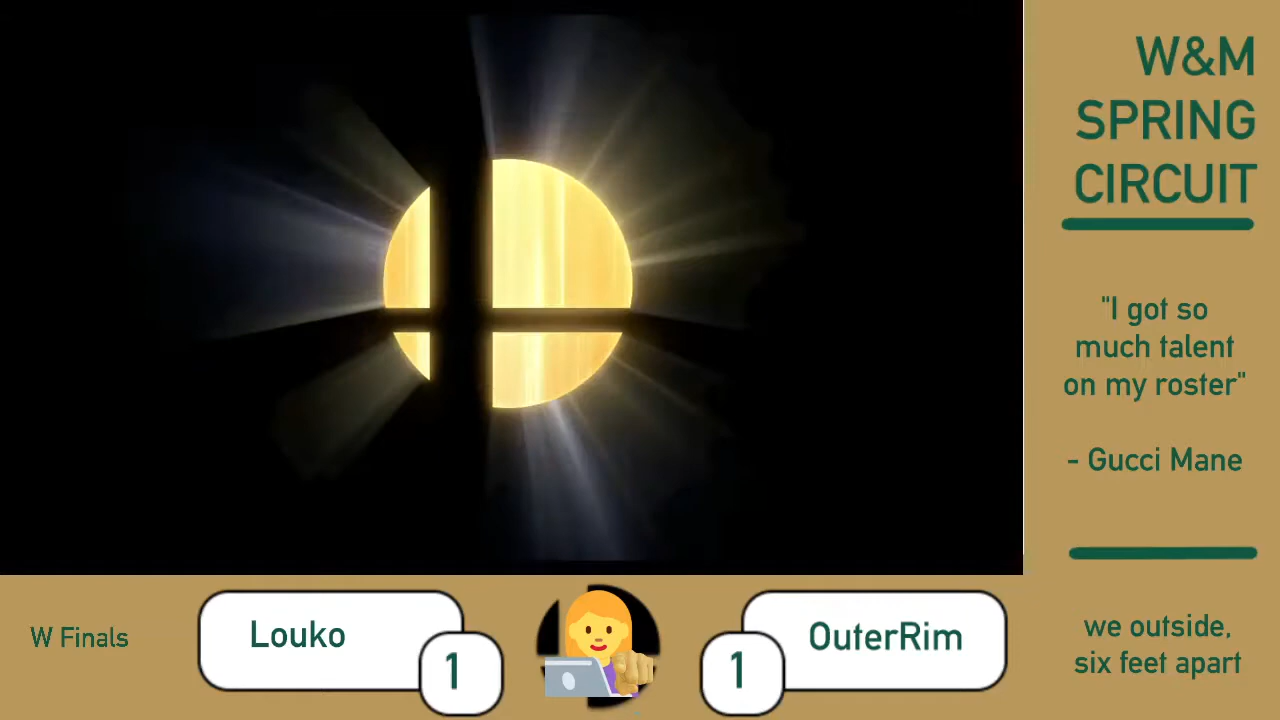 W&M
SPRING
CIRCUIT
"I got so
much talent
on my roster"
- Gucci Mane
we outside,
six feet apart
W Finals
Louko
1
1
OuterRim